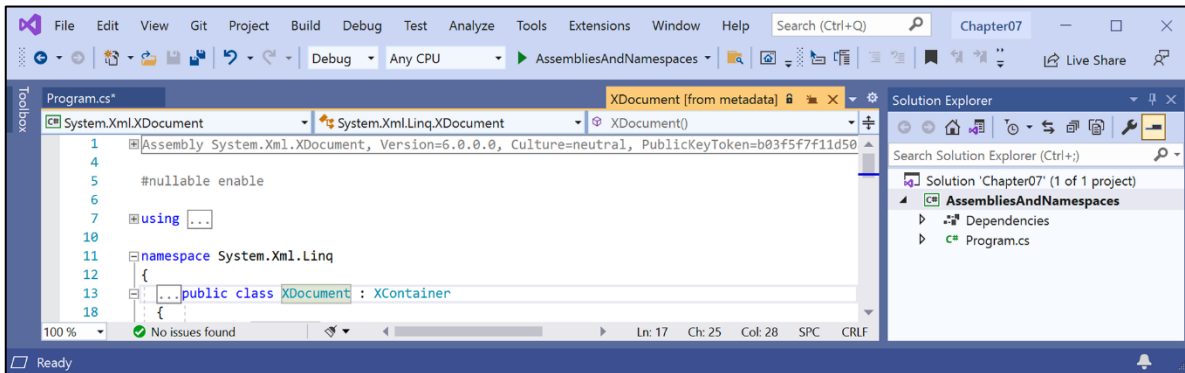 File Edit View Git Project Build Debug Test Analyze Tools Extensions Window Help Search (Ctrl+Q) Chapter07
Debug Any CPU AssembliesAndNamespaces Live Share
Toolbox
Program.cs* XDocument [from metadata]
C# System.Xml.XDocument System.Xml.Linq.XDocument XDocument()
1 Assembly System.Xml.XDocument, Version=6.0.0.0, Culture=neutral, PublicKeyToken=b03f5f7f11d50
4
5 #nullable enable
6
7 using ...
10
11 namespace System.Xml.Linq
12 {
13 ...public class XDocument : XContainer
18 {
100 % No issues found Ln: 17 Ch: 25 Col: 28 SPC CRLF
Solution Explorer
Search Solution Explorer (Ctrl+;)
Solution 'Chapter07' (1 of 1 project)
C# AssembliesAndNamespaces
Dependencies
C# Program.cs
Ready